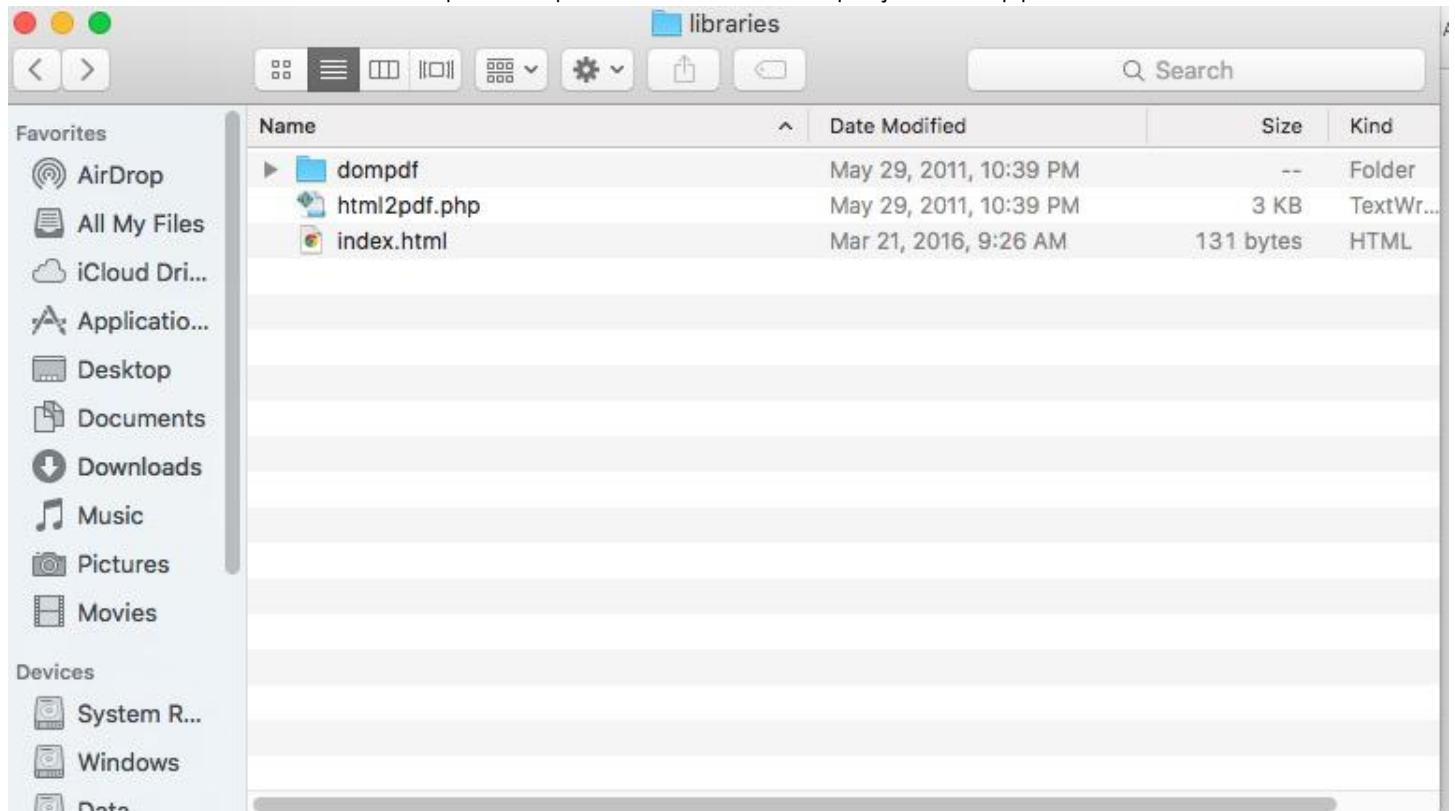 libraries
Search
Favorites
AirDrop
All My Files
iCloud Dri...
Applicatio...
Desktop
Documents
Downloads
Music
Pictures
Movies
Devices
System R...
Windows
Data
Name Date Modified Size Kind
dompdf May 29, 2011, 10:39 PM -- Folder
html2pdf.php May 29, 2011, 10:39 PM 3 KB TextWr...
index.html Mar 21, 2016, 9:26 AM 131 bytes HTML